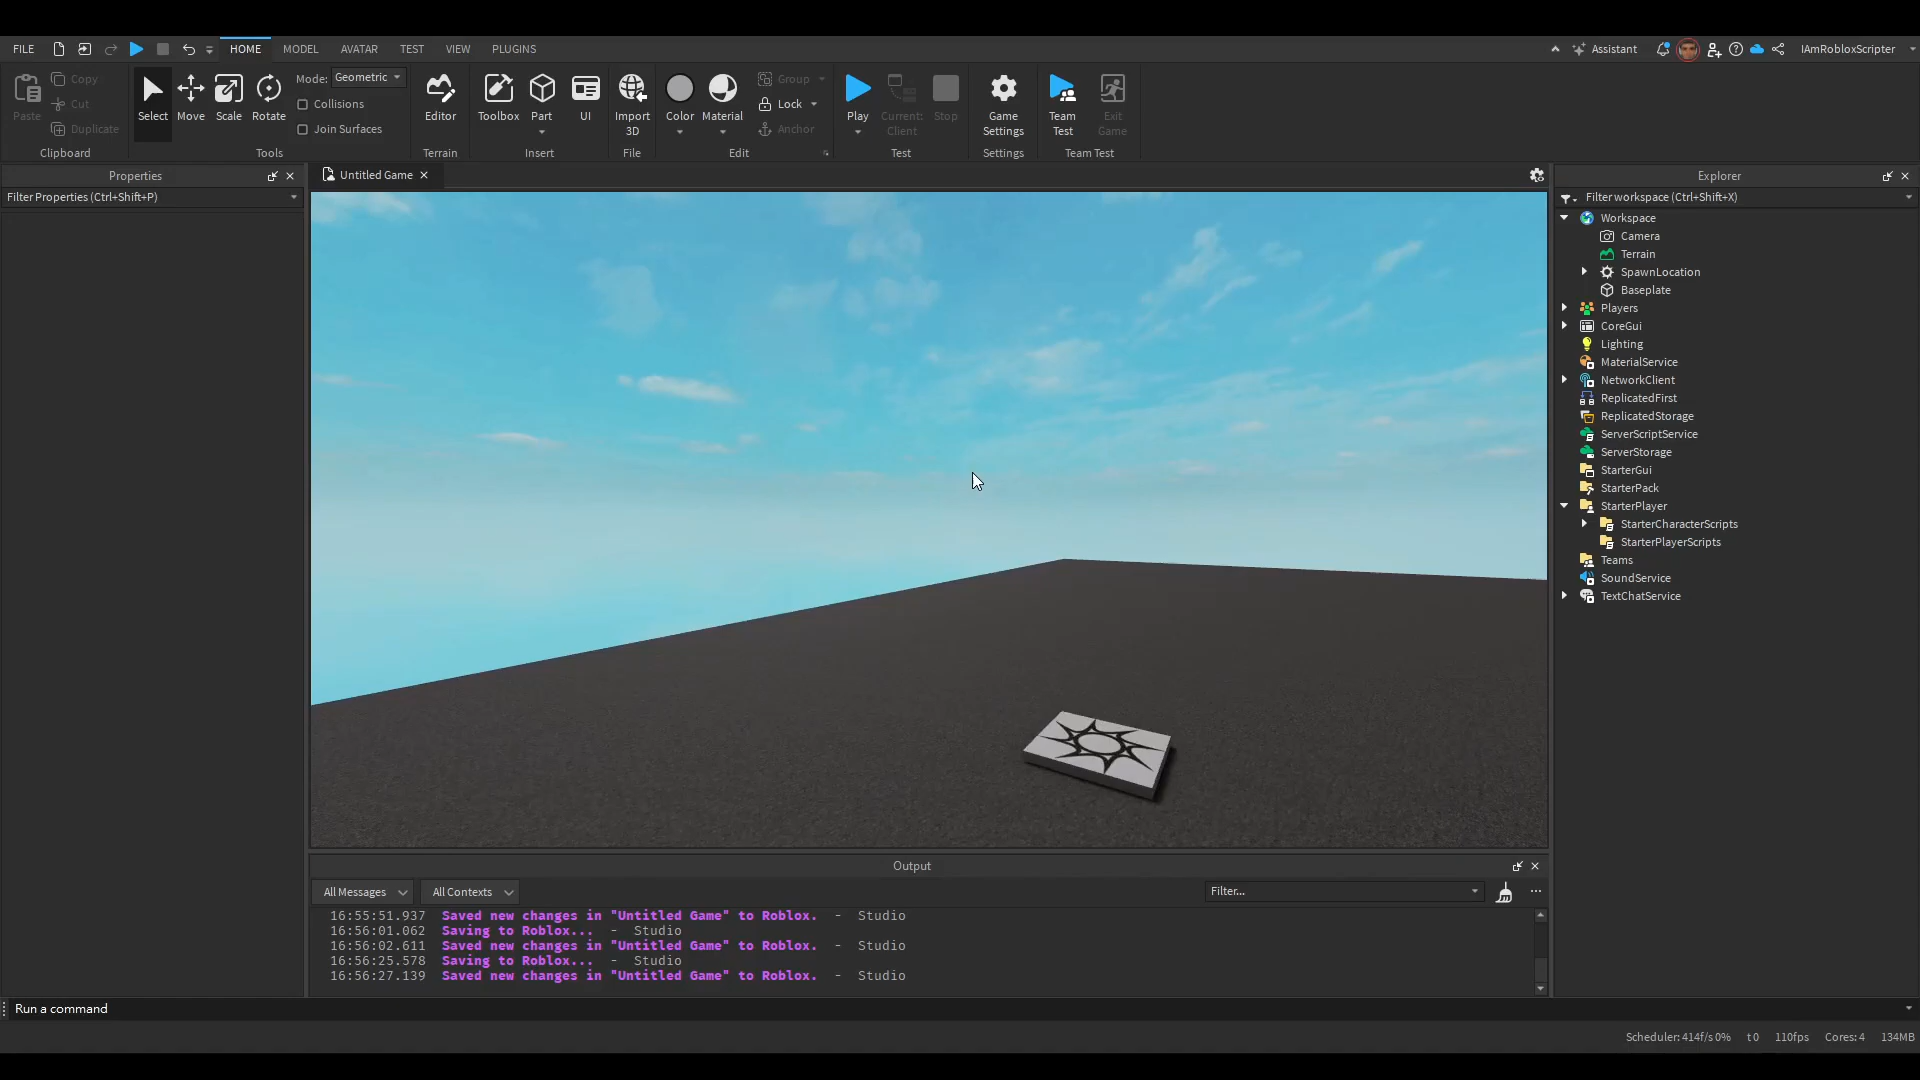 FILE HOME MODEL AVATAR TEST VIEW PLUGINS Assistant IAmRobloxScripter
Paste Copy Cut Duplicate Clipboard
Select Move Scale Rotate Mode: Geometric Collisions Join Surfaces Tools
Editor Terrain
Toolbox Part UI Insert
Import 3D File
Color Material Group Lock Anchor Edit
Play Current: Client Stop Test
Game Settings Settings
Team Test Exit Game Team Test
Properties
Filter Properties (Ctrl+Shift+P)
Untitled Game
Explorer
Filter workspace (Ctrl+Shift+X)
Workspace
Camera
Terrain
SpawnLocation
Baseplate
Players
CoreGui
Lighting
MaterialService
NetworkClient
ReplicatedFirst
ReplicatedStorage
ServerScriptService
ServerStorage
StarterGui
StarterPack
StarterPlayer
StarterCharacterScripts
StarterPlayerScripts
Teams
SoundService
TextChatService
Output
All Messages All Contexts Filter... ...
16:55:51.937 Saved new changes in "Untitled Game" to Roblox. - Studio
16:56:01.062 Saving to Roblox... - Studio
16:56:02.611 Saved new changes in "Untitled Game" to Roblox. - Studio
16:56:25.578 Saving to Roblox... - Studio
16:56:27.139 Saved new changes in "Untitled Game" to Roblox. - Studio
Run a command
Scheduler: 414f/s 0% t 0 110fps Cores: 4 134MB